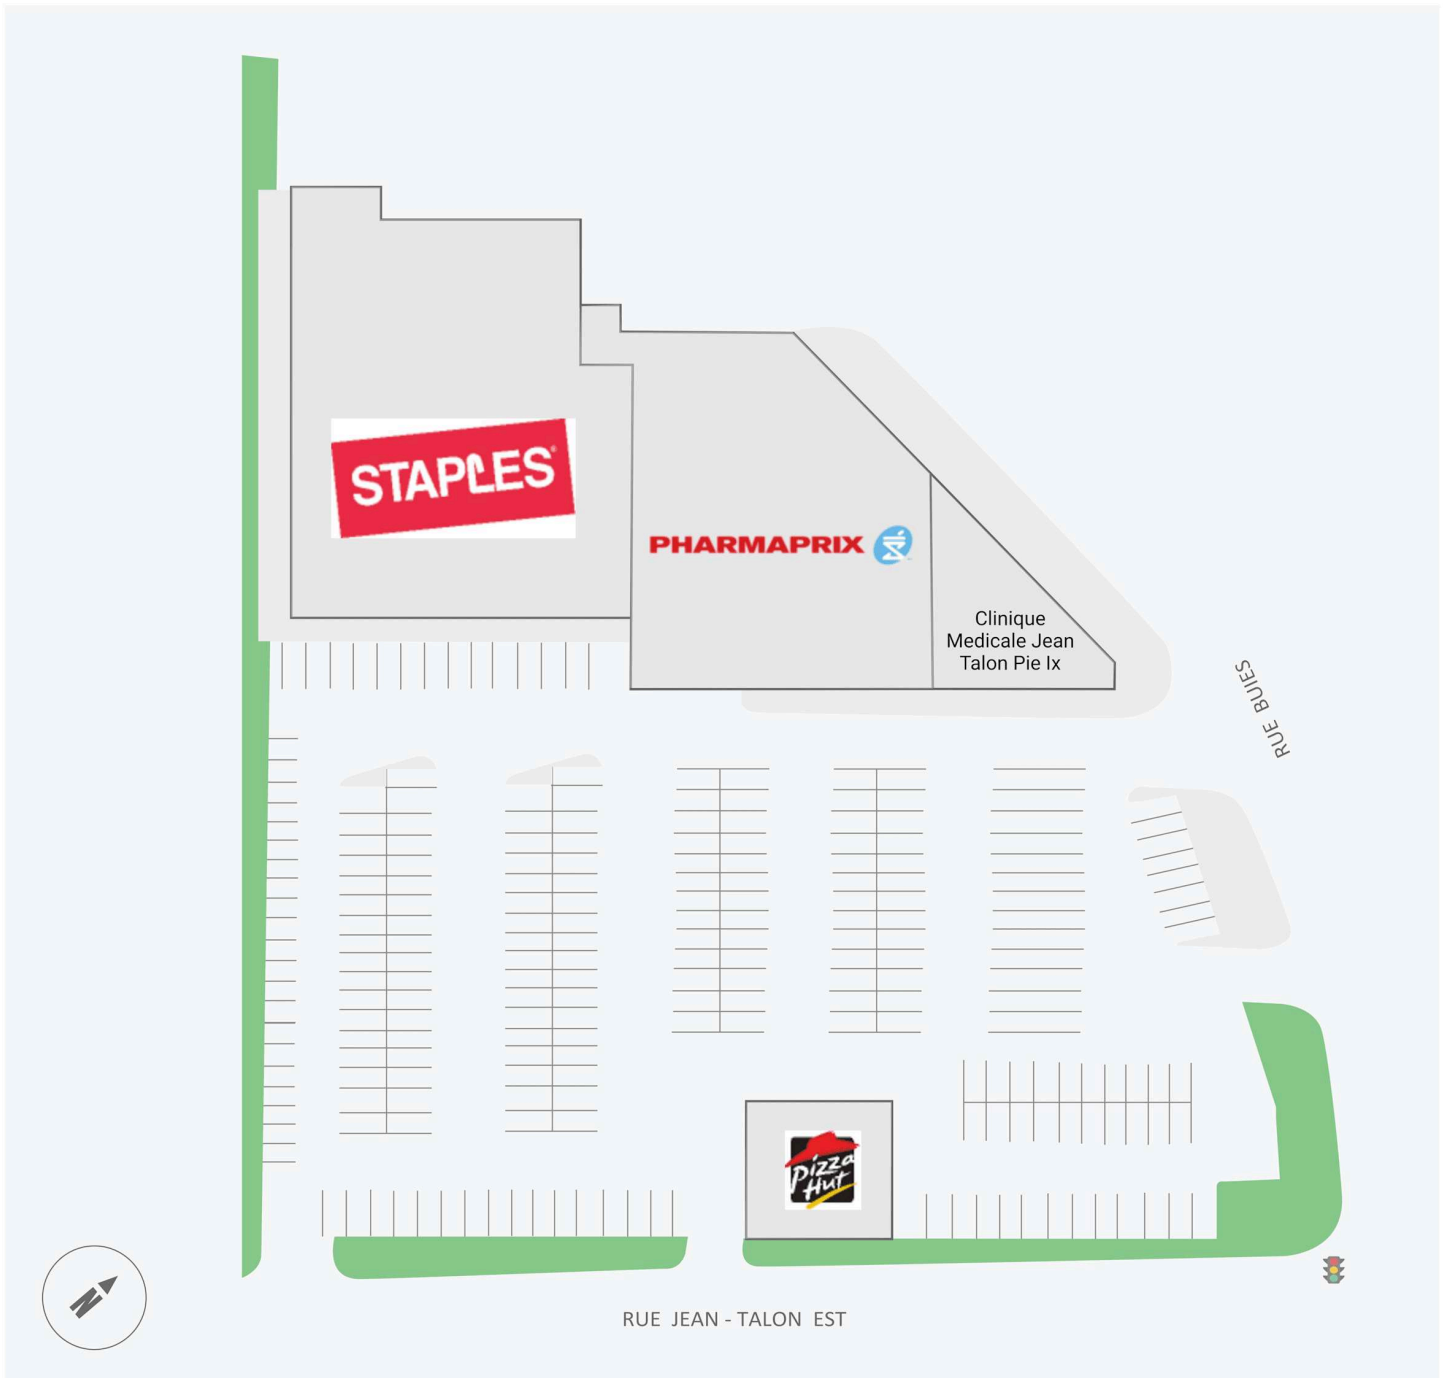 STAPLES
PHARMAPRIX
Clinique
Medicale Jean
Talon Pie Ix
RUE BUIES
Pizza
Hut
N
RUE JEAN - TALON EST